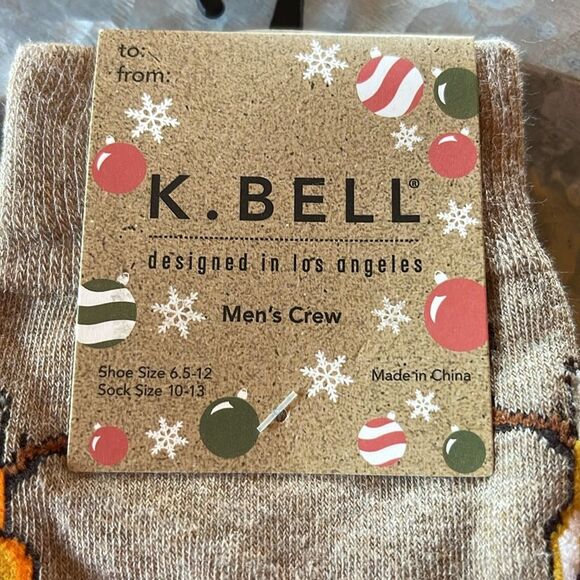 to:
from:
K.BELL®
designed in los angeles
Men's Crew
Shoe Size 6.5-12
Sock Size 10-13
Made in China